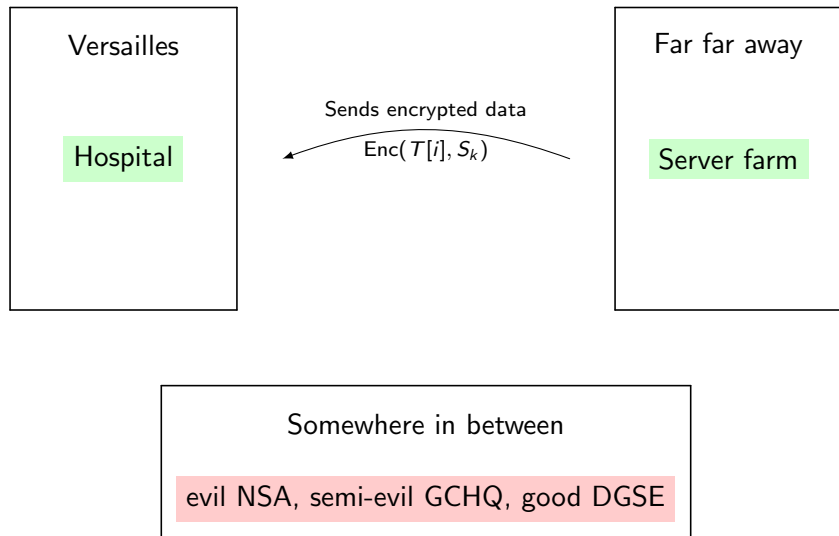 Versailles
Hospital
Sends encrypted data
Enc(T[i], S_k)
Far far away
Server farm
Somewhere in between
evil NSA, semi-evil GCHQ, good DGSE